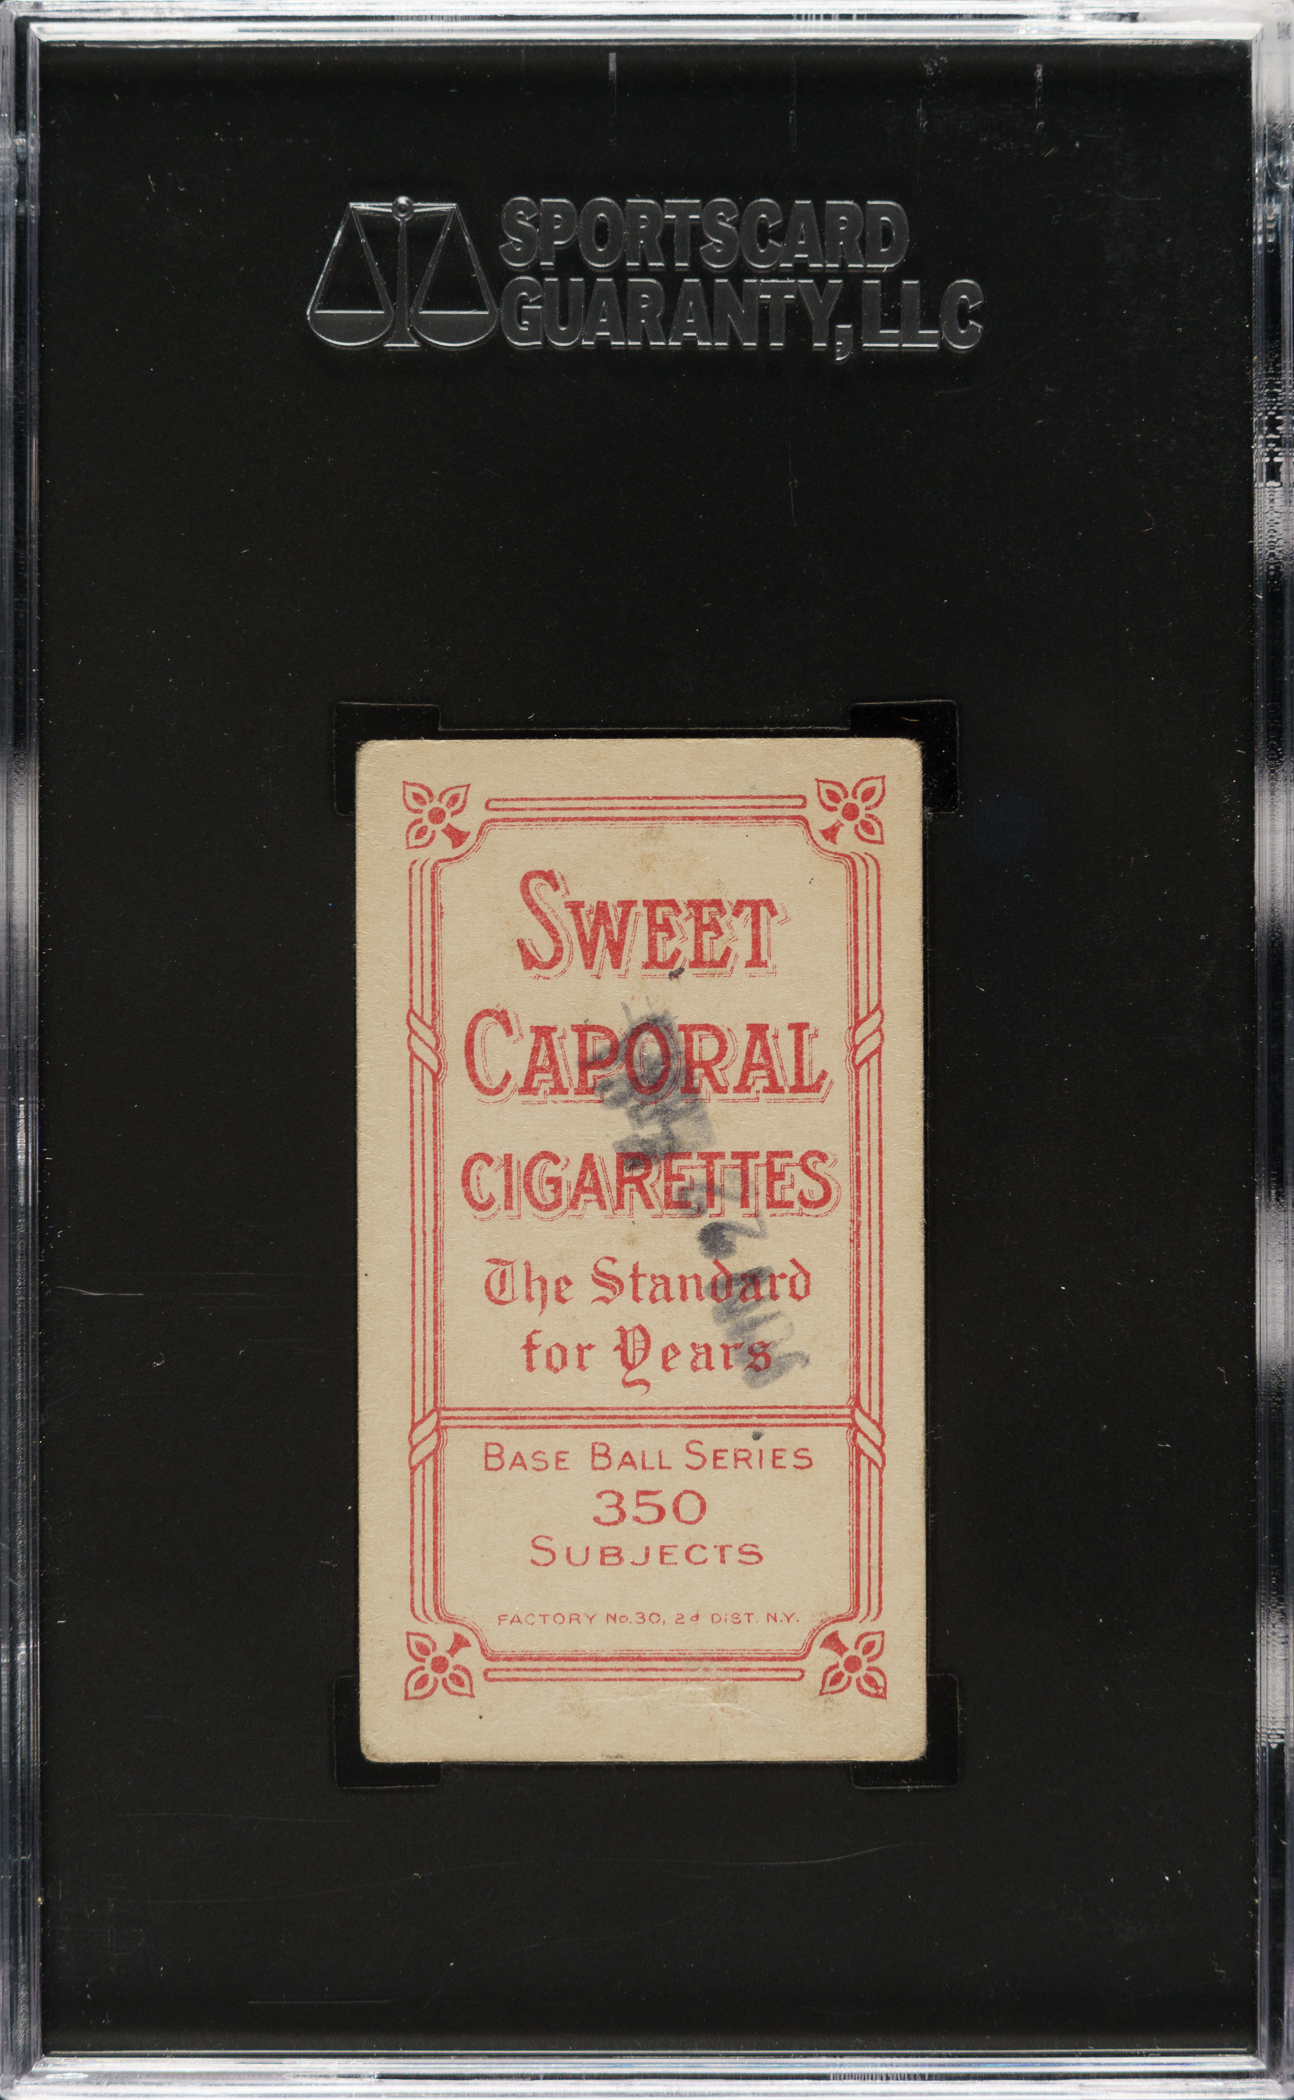 SPORTSCARD
GUARANTY, LLC
SWEET
CAPORAL
CIGARETTES
The Standard
for Years
BASE BALL SERIES
350
SUBJECTS
FACTORY No. 30, 2d DIST. N.Y.